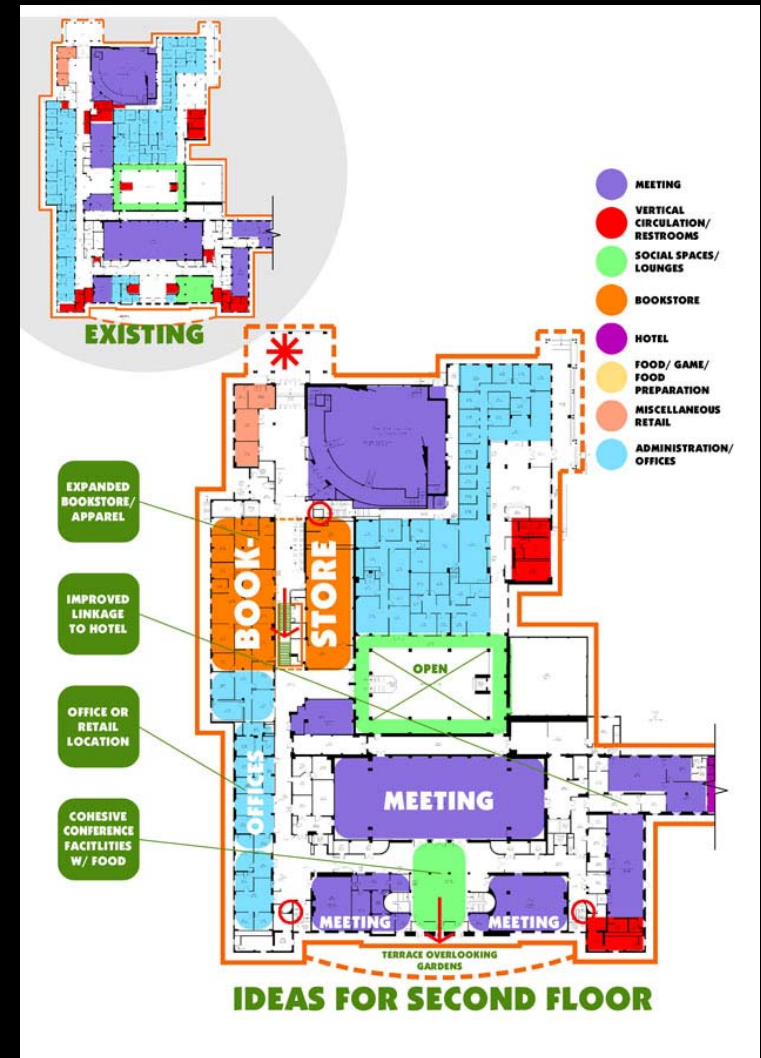 EXISTING
MEETING
VERTICAL
CIRCULATION/
RESTROOMS
SOCIAL SPACES/
LOUNGES
BOOKSTORE
HOTEL
FOOD/ GAME/
FOOD
PREPARATION
MISCELLANEOUS
RETAIL
ADMINISTRATION/
OFFICES
EXPANDED
BOOKSTORE/
APPAREL
IMPROVED
LINKAGE
TO HOTEL
OFFICE OR
RETAIL
LOCATION
COHESIVE
CONFERENCE
FACITLITIES
W/ FOOD
BOOK-
STORE
OPEN
OFFICES
MEETING
MEETING
MEETING
TERRACE OVERLOOKING
GARDENS
IDEAS FOR SECOND FLOOR